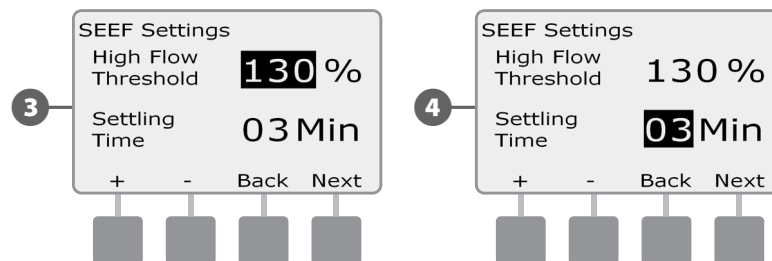 3
SEEF Settings
High Flow
Threshold
130 %
Settling
Time
03 Min
+ - Back Next
4
SEEF Settings
High Flow
Threshold
130 %
Settling
Time
03 Min
+ - Back Next